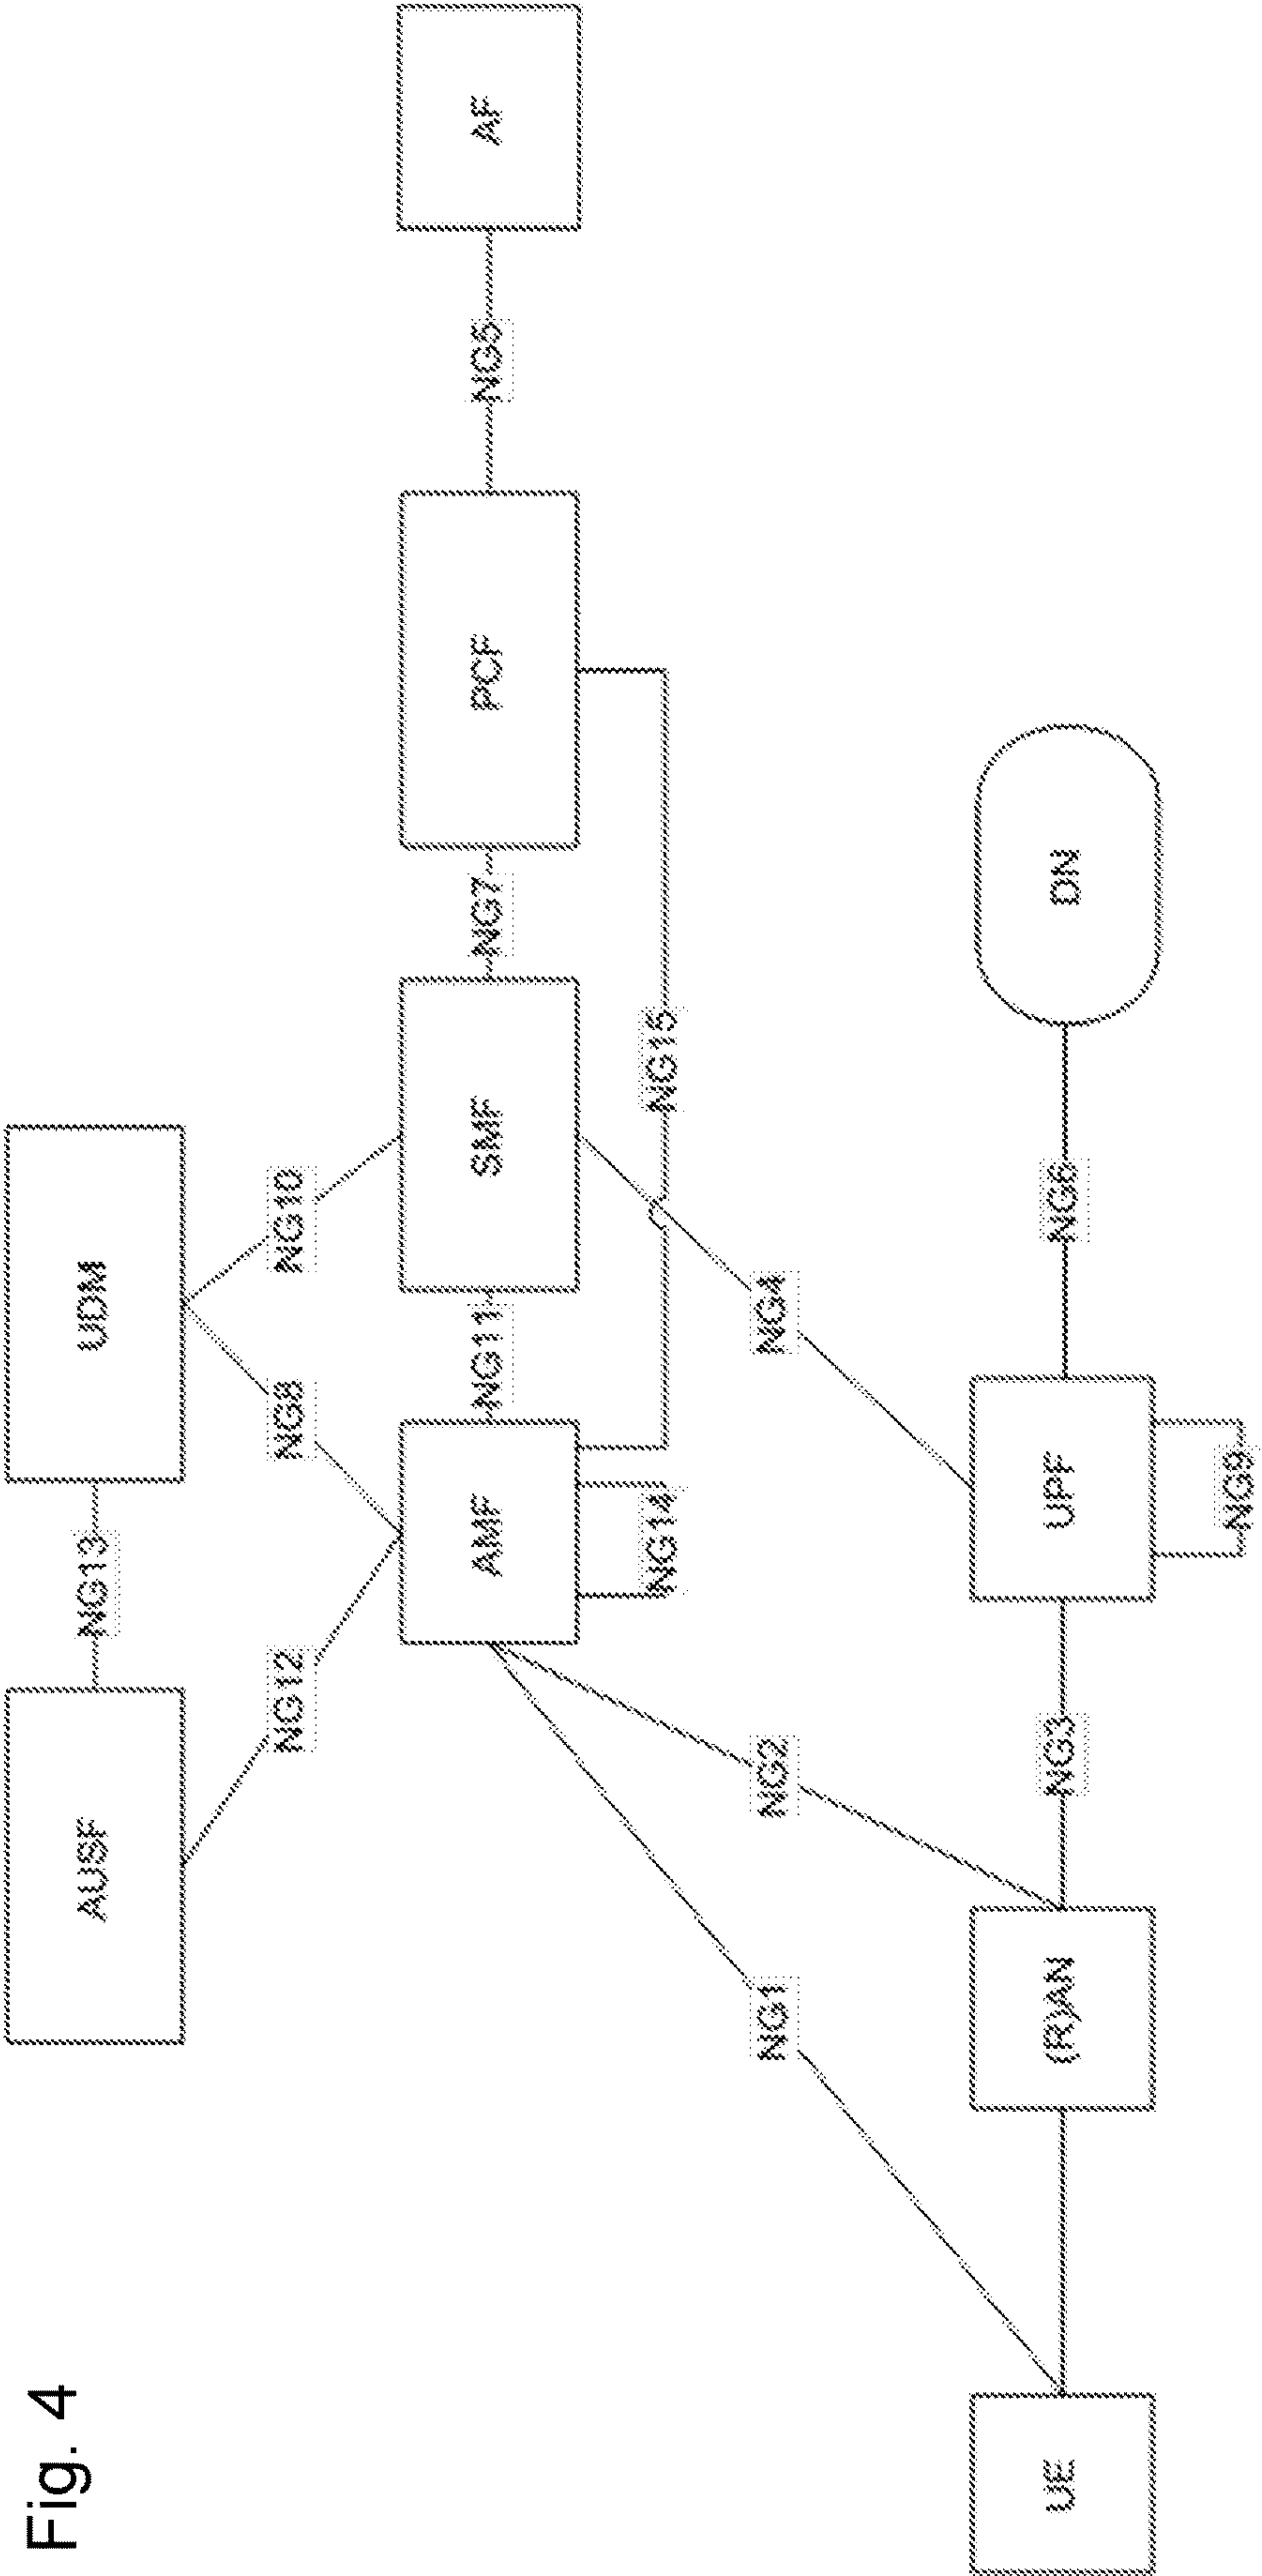 Fig. 4
AUSF
NG13
UDM
NG12
NG8
NG10
AMF
NG11
SMF
NG7
PCF
NG5
AF
NG14
NG15
NG1
NG2
NG4
UE
(R)AN
NG3
UPF
NG6
DN
NG9